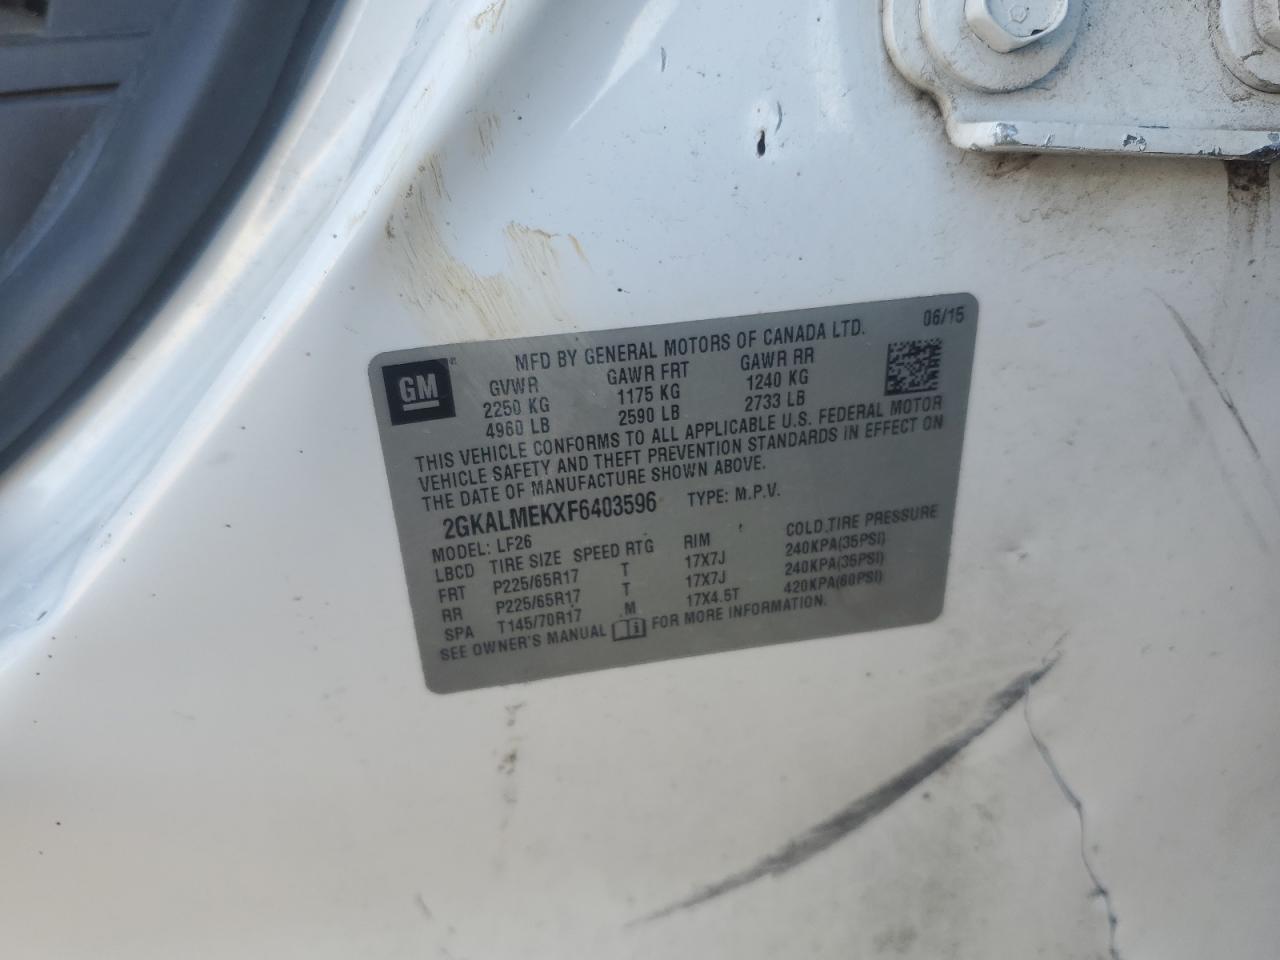 06/15
MFD BY GENERAL MOTORS OF CANADA LTD.
GM
GVWR GAWR FRT GAWR RR
2250 KG 1175 KG 1240 KG
4960 LB 2590 LB 2733 LB
THIS VEHICLE CONFORMS TO ALL APPLICABLE U.S. FEDERAL MOTOR
VEHICLE SAFETY AND THEFT PREVENTION STANDARDS IN EFFECT ON
THE DATE OF MANUFACTURE SHOWN ABOVE.
2GKALMEKXF6403596 TYPE: M.P.V.
MODEL: LF26
LBCD TIRE SIZE SPEED RTG RIM COLD TIRE PRESSURE
FRT P225/65R17 T 17X7J 240KPA(35PSI)
RR P225/65R17 T 17X7J 240KPA(35PSI)
SPA T145/70R17 M 17X4.5T 420KPA(60PSI)
SEE OWNER'S MANUAL FOR MORE INFORMATION.